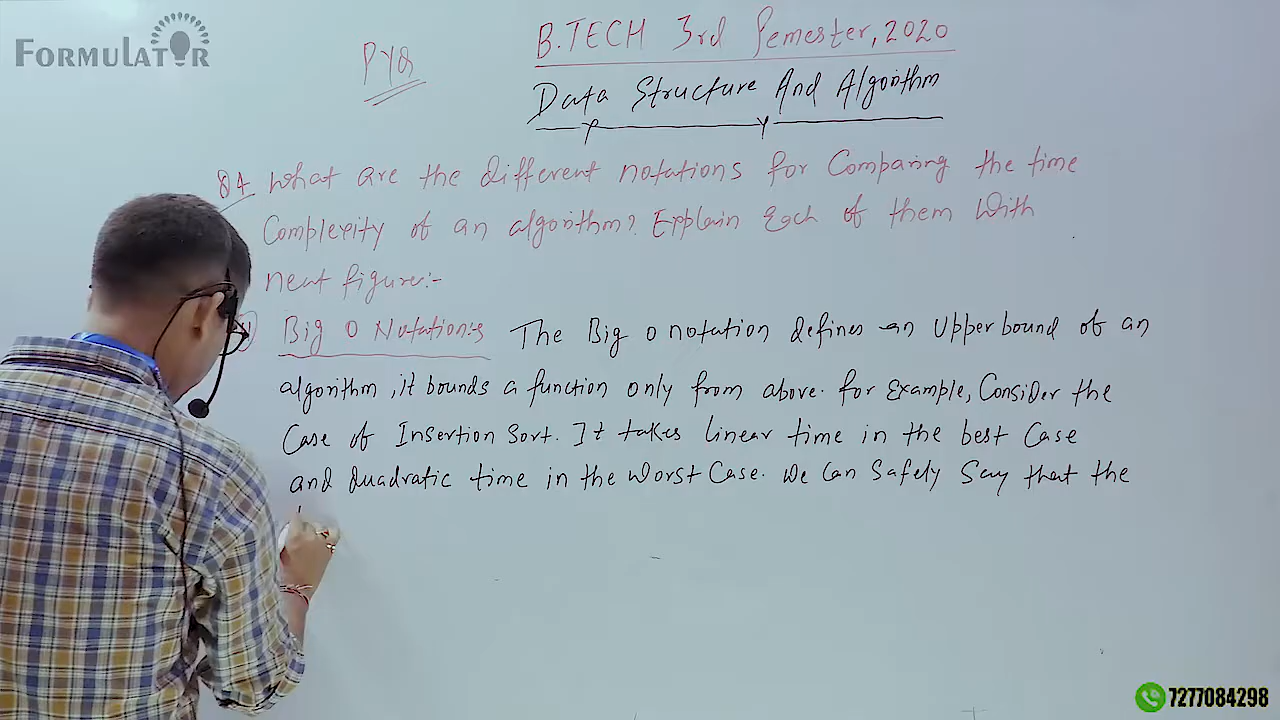 FORMULATOR
PYQ
B.TECH 3rd Semester, 2020
Data Structure And Algorithm
Q4 What are the different notations for Comparing the time
Complexity of an algorithm? Explain Each of them With
neat figure:-
Big O Notation:-
The Big O notation defines an Upper bound of an
algorithm, it bounds a function only from above. for Example, Consider the
Case of Insertion Sort. It takes linear time in the best Case
and Quadratic time in the Worst Case. We Can Safely Say that the
7277084298